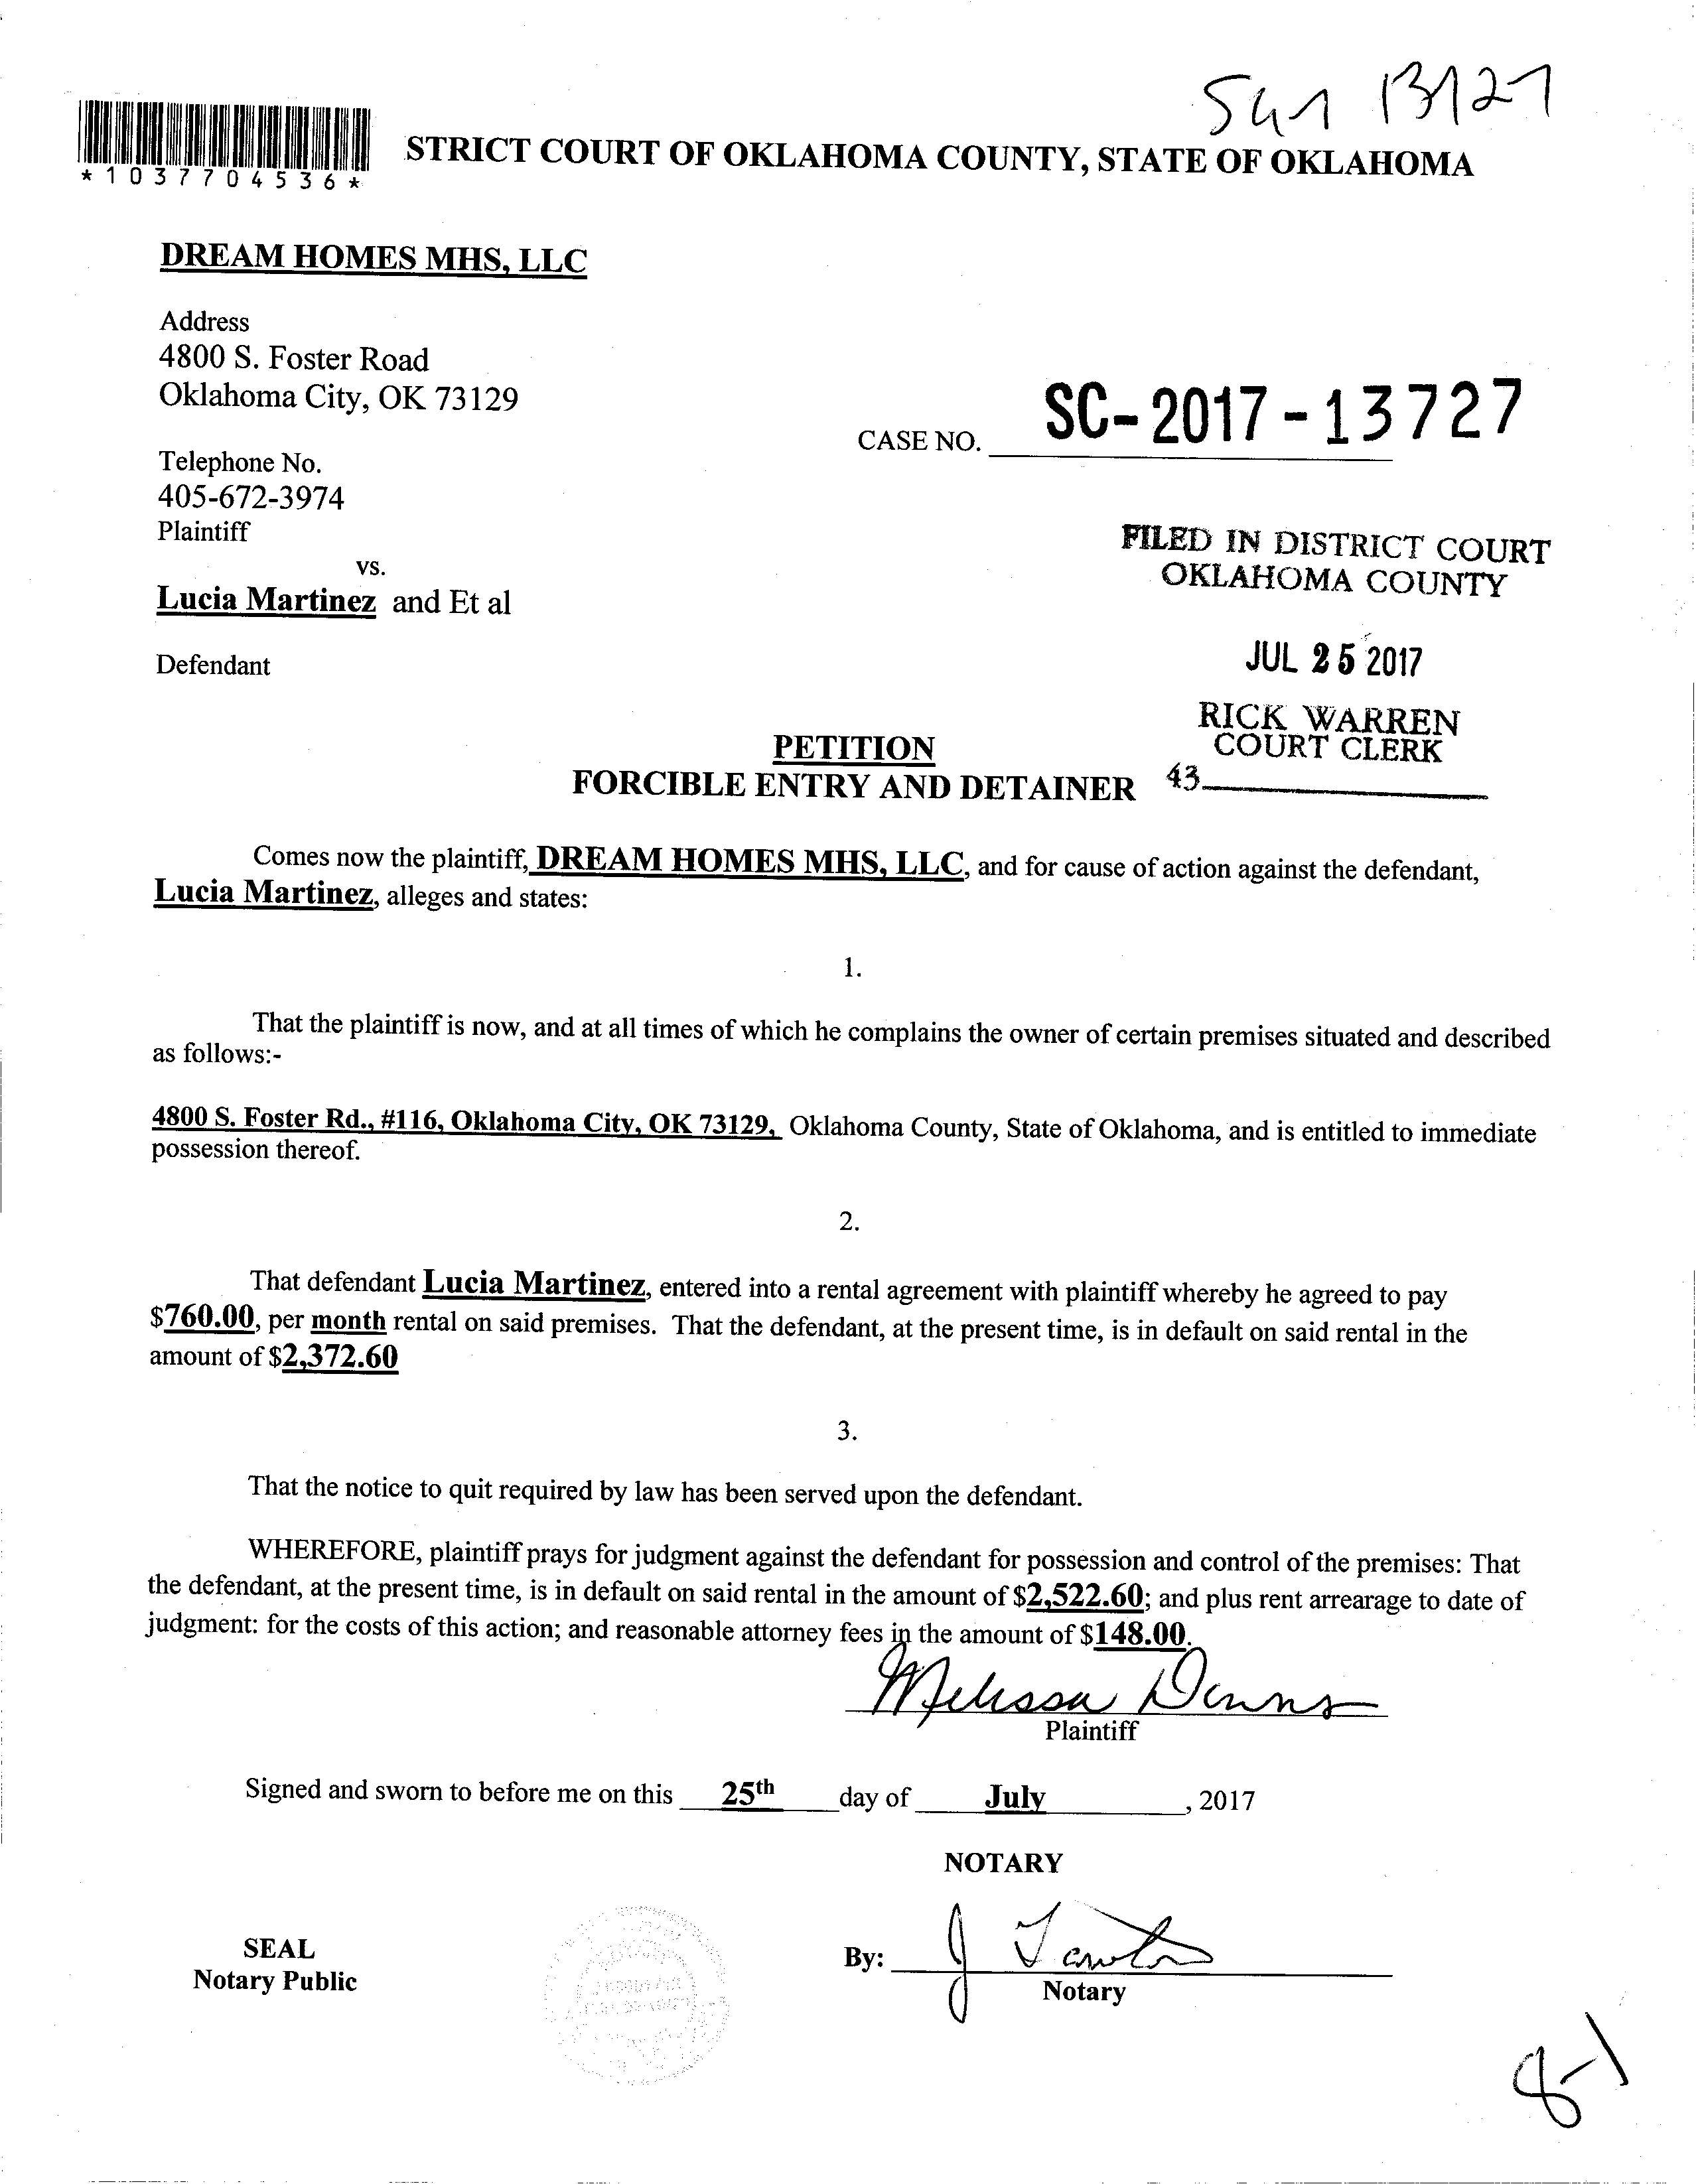 *1037704536*
STRICT COURT OF OKLAHOMA COUNTY, STATE OF OKLAHOMA
DREAM HOMES MHS, LLC
Address
4800 S. Foster Road
Oklahoma City, OK 73129
CASE NO. SC-2017-13727
Telephone No.
405-672-3974
Plaintiff
vs.
Lucia Martinez and Et al
Defendant
FILED IN DISTRICT COURT
OKLAHOMA COUNTY
JUL 25 2017
RICK WARREN
COURT CLERK
43
PETITION
FORCIBLE ENTRY AND DETAINER
Comes now the plaintiff, DREAM HOMES MHS, LLC, and for cause of action against the defendant,
Lucia Martinez, alleges and states:
1.
That the plaintiff is now, and at all times of which he complains the owner of certain premises situated and described
as follows:-
4800 S. Foster Rd., #116, Oklahoma City, OK 73129, Oklahoma County, State of Oklahoma, and is entitled to immediate
possession thereof.
2.
That defendant Lucia Martinez, entered into a rental agreement with plaintiff whereby he agreed to pay
$760.00, per month rental on said premises. That the defendant, at the present time, is in default on said rental in the
amount of $2,372.60
3.
That the notice to quit required by law has been served upon the defendant.
WHEREFORE, plaintiff prays for judgment against the defendant for possession and control of the premises: That
the defendant, at the present time, is in default on said rental in the amount of $2,522.60; and plus rent arrearage to date of
judgment: for the costs of this action; and reasonable attorney fees in the amount of $148.00.
Melissa
Plaintiff
Signed and sworn to before me on this 25th day of July, 2017
NOTARY
SEAL
Notary Public
By: J
Notary
8-1